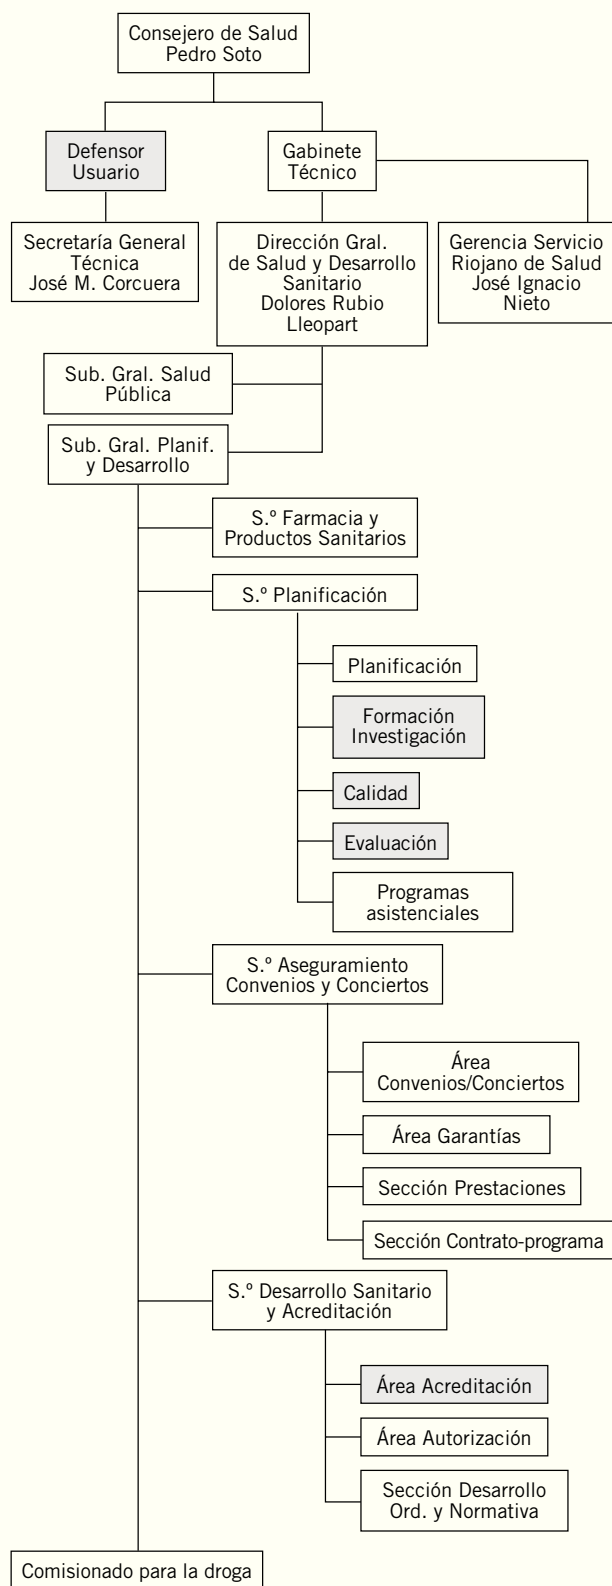 Consejero de Salud
Pedro Soto
Defensor
Usuario
Gabinete
Técnico
Secretaría General
Técnica
José M. Corcuera
Dirección Gral.
de Salud y Desarrollo
Sanitario
Dolores Rubio
Lleopart
Gerencia Servicio
Riojano de Salud
José Ignacio
Nieto
Sub. Gral. Salud
Pública
Sub. Gral. Planif.
y Desarrollo
S.º Farmacia y
Productos Sanitarios
S.º Planificación
Planificación
Formación
Investigación
Calidad
Evaluación
Programas
asistenciales
S.º Aseguramiento
Convenios y Conciertos
Área
Convenios/Conciertos
Área Garantías
Sección Prestaciones
Sección Contrato-programa
S.º Desarrollo Sanitario
y Acreditación
Área Acreditación
Área Autorización
Sección Desarrollo
Ord. y Normativa
Comisionado para la droga